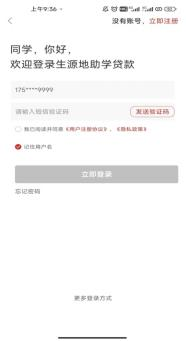 上午9:36
没有账号，立即注册
同学，你好，
欢迎登录生源地助学贷款
175****9999
请输入短信验证码
发送验证码
我已阅读并同意《用户注册协议》、《隐私政策》
记住用户名
立即登录
忘记密码
更多登录方式